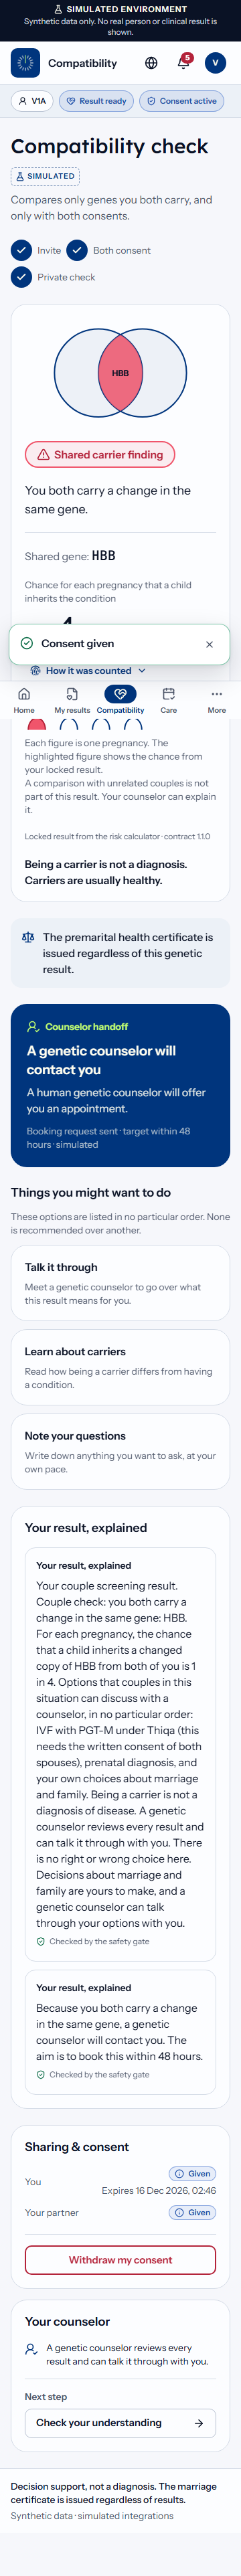 SIMULATED ENVIRONMENT
Synthetic data only. No real person or clinical result is
shown.
Compatibility
5
V
V1A
Result ready
Consent active
Compatibility check
SIMULATED
Compares only genes you both carry, and
only with both consents.
Invite
Both consent
Private check
HBB
Shared carrier finding
You both carry a change in the
same gene.
Shared gene: HBB
Chance for each pregnancy that a child
inherits the condition
Consent given
How it was counted
Home
My results
Compatibility
Care
More
Each figure is one pregnancy. The
highlighted figure shows the chance from
your locked result.
A comparison with unrelated couples is not
part of this result. Your counselor can explain
it.
Locked result from the risk calculator · contract 1.1.0
Being a carrier is not a diagnosis.
Carriers are usually healthy.
The premarital health certificate is
issued regardless of this genetic
result.
Counselor handoff
A genetic counselor will
contact you
A human genetic counselor will offer
you an appointment.
Booking request sent · target within 48
hours · simulated
Things you might want to do
These options are listed in no particular order. None
is recommended over another.
Talk it through
Meet a genetic counselor to go over what
this result means for you.
Learn about carriers
Read how being a carrier differs from having
a condition.
Note your questions
Write down anything you want to ask, at your
own pace.
Your result, explained
Your result, explained
Your couple screening result.
Couple check: you both carry a
change in the same gene: HBB.
For each pregnancy, the chance
that a child inherits a changed
copy of HBB from both of you is 1
in 4. Options that couples in this
situation can discuss with a
counselor, in no particular order:
IVF with PGT-M under Thiqa (this
needs the written consent of both
spouses), prenatal diagnosis, and
your own choices about marriage
and family. Being a carrier is not a
diagnosis of disease. A genetic
counselor reviews every result and
can talk it through with you. There
is no right or wrong choice here.
Decisions about marriage and
family are yours to make, and a
genetic counselor can talk
through your options with you.
Checked by the safety gate
Your result, explained
Because you both carry a change
in the same gene, a genetic
counselor will contact you. The
aim is to book this within 48 hours.
Checked by the safety gate
Sharing & consent
You
Given
Expires 16 Dec 2026, 02:46
Your partner
Given
Withdraw my consent
Your counselor
A genetic counselor reviews every
result and can talk it through with you.
Next step
Check your understanding
Decision support, not a diagnosis. The marriage
certificate is issued regardless of results.
Synthetic data · simulated integrations